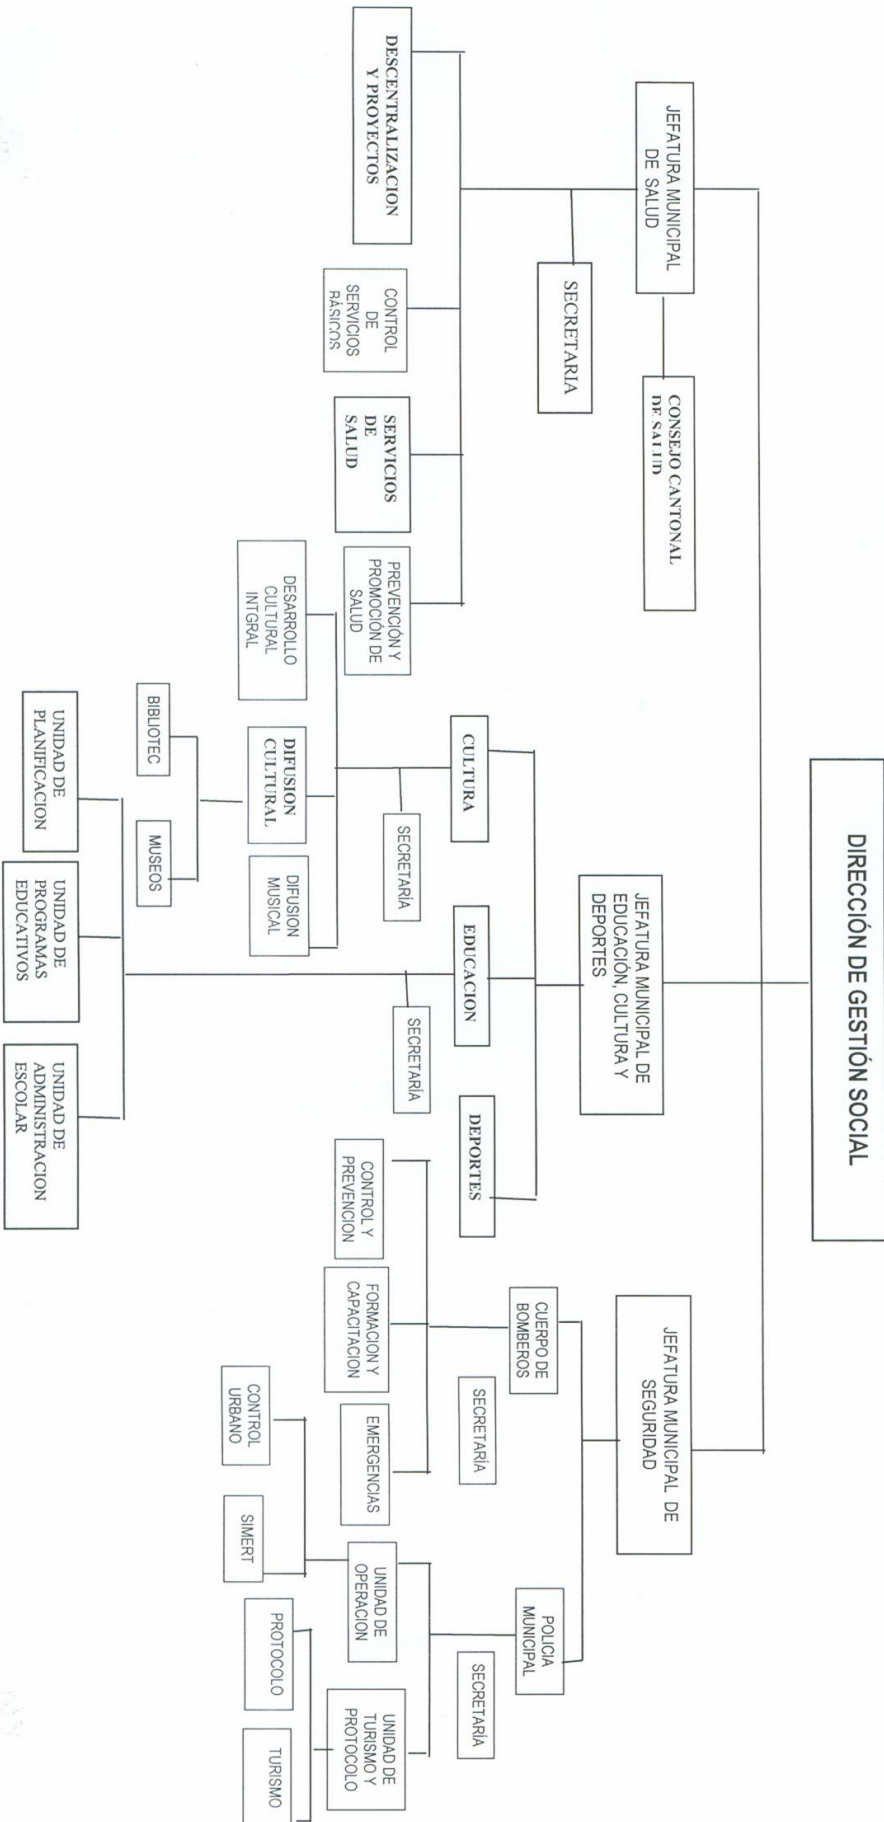 DIRECCIÓN DE GESTIÓN SOCIAL
JEFATURA MUNICIPAL
DE SALUD
CONSEJO CANTONAL
DE SALUD
SECRETARIA
DESCENTRALIZACION
Y PROYECTOS
CONTROL
DE
SERVICIOS
BÁSICOS
SERVICIOS
DE
SALUD
PREVENCIÓN Y
PROMOCIÓN DE
SALUD
JEFATURA MUNICIPAL DE
EDUCACIÓN, CULTURA Y
DEPORTES
CULTURA
EDUCACION
DEPORTES
SECRETARÍA
SECRETARÍA
DESARROLLO
CULTURAL
INTGRAL
DIFUSION
CULTURAL
DIFUSION
MUSICAL
BIBLIOTEC
MUSEOS
UNIDAD DE
PLANIFICACION
UNIDAD DE
PROGRAMAS
EDUCATIVOS
UNIDAD DE
ADMINISTRACION
ESCOLAR
JEFATURA MUNICIPAL DE
SEGURIDAD
CUERPO DE
BOMBEROS
SECRETARÍA
POLICIA
MUNICIPAL
SECRETARÍA
CONTROL Y
PREVENCION
FORMACION Y
CAPACITACION
EMERGENCIAS
UNIDAD DE
OPERACION
UNIDAD DE
TURISMO Y
PROTOCOLO
CONTROL
URBANO
SIMERT
PROTOCOLO
TURISMO